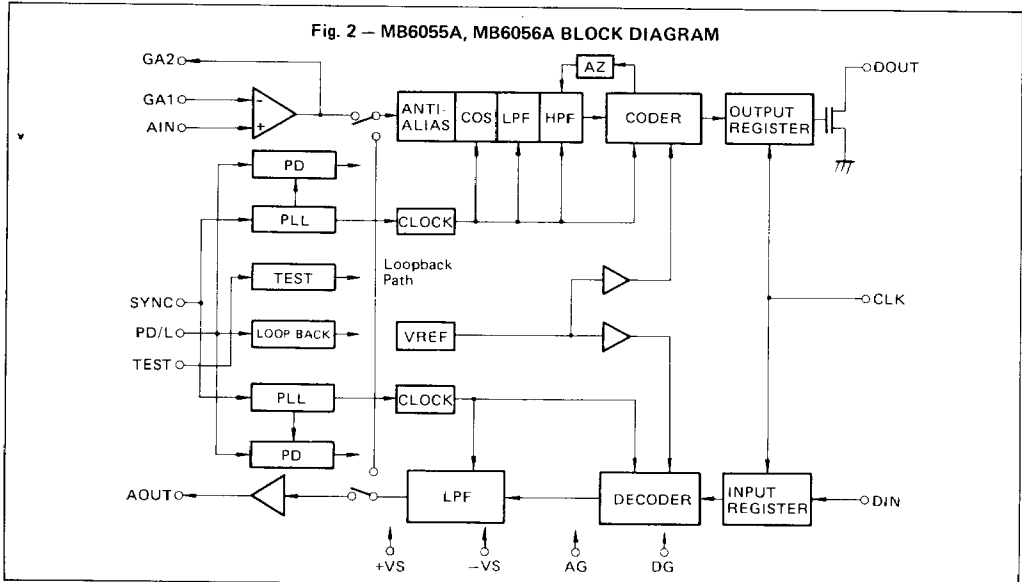 Fig. 2 — MB6055A, MB6056A BLOCK DIAGRAM
GA2
GA1
AIN
-
+
ANTI-
ALIAS
COS
LPF
HPF
AZ
CODER
OUTPUT
REGISTER
DOUT
PD
PLL
CLOCK
TEST
Loopback
Path
SYNC
PD/L
TEST
LOOP BACK
VREF
CLK
PLL
CLOCK
PD
AOUT
LPF
DECODER
INPUT
REGISTER
DIN
+VS
-VS
AG
DG